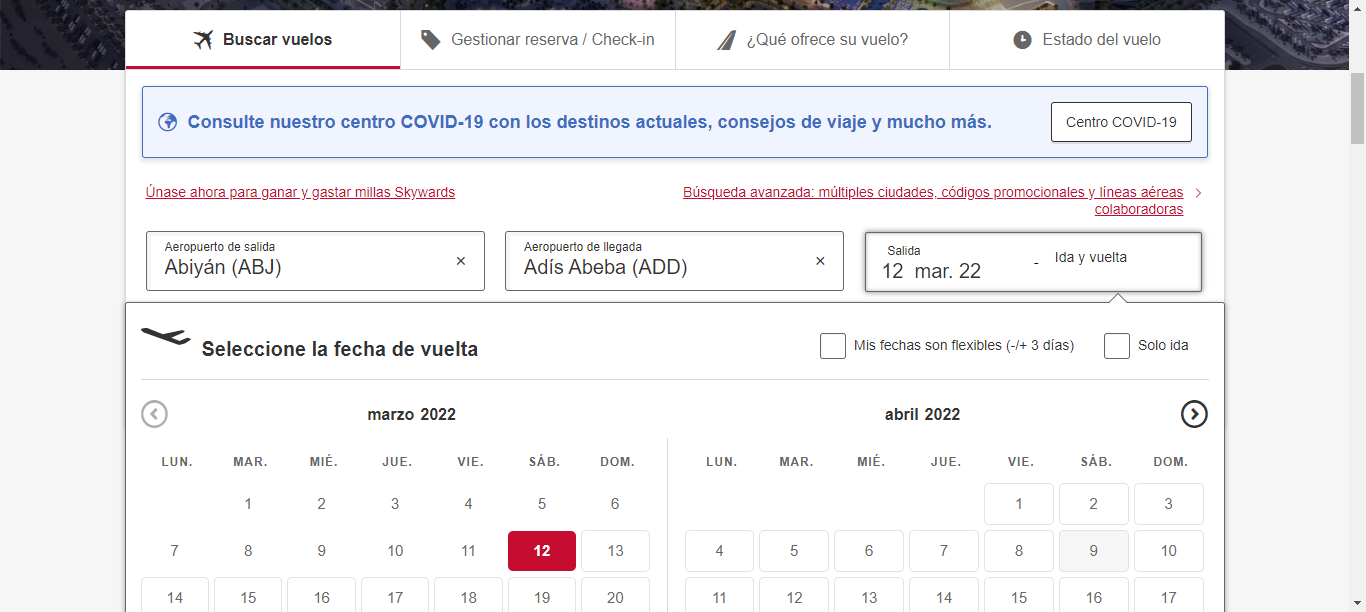 Buscar vuelos
Gestionar reserva / Check-in
¿Qué ofrece su vuelo?
Estado del vuelo
Consulte nuestro centro COVID-19 con los destinos actuales, consejos de viaje y mucho más.
Centro COVID-19
Únase ahora para ganar y gastar millas Skywards
Búsqueda avanzada: múltiples ciudades, códigos promocionales y líneas aéreas
colaboradoras
Aeropuerto de salida
Abiyán (ABJ)
Aeropuerto de llegada
Adís Abeba (ADD)
Salida
12 mar. 22
- Ida y vuelta
Seleccione la fecha de vuelta
Mis fechas son flexibles (-/+ 3 días)
Solo ida
marzo 2022
LUN. MAR. MIÉ. JUE. VIE. SÁB. DOM.
1 2 3 4 5 6
7 8 9 10 11 12 13
14 15 16 17 18 19 20
abril 2022
LUN. MAR. MIÉ. JUE. VIE. SÁB. DOM.
1 2 3
4 5 6 7 8 9 10
11 12 13 14 15 16 17